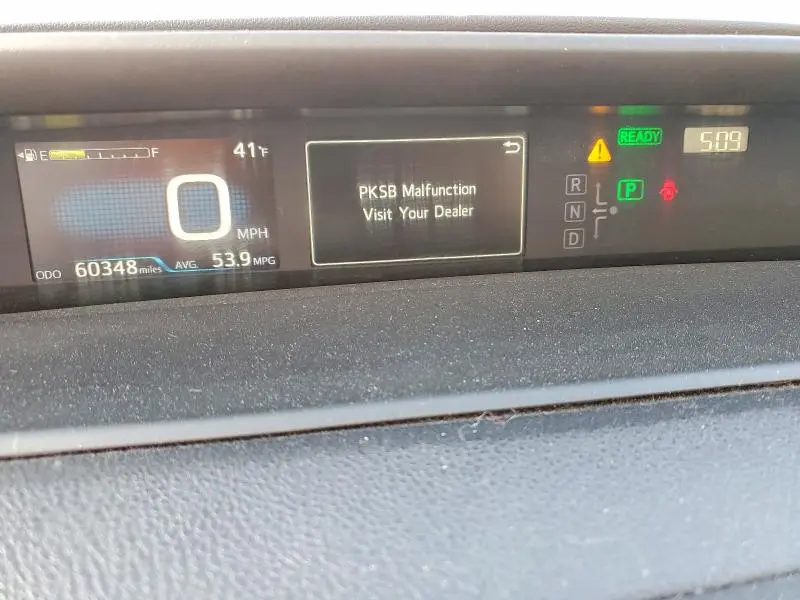 E F 41°F
0 MPH
ODO 60348 miles AVG. 53.9 MPG
PKSB Malfunction
Visit Your Dealer
READY 5:09
R P
N
D